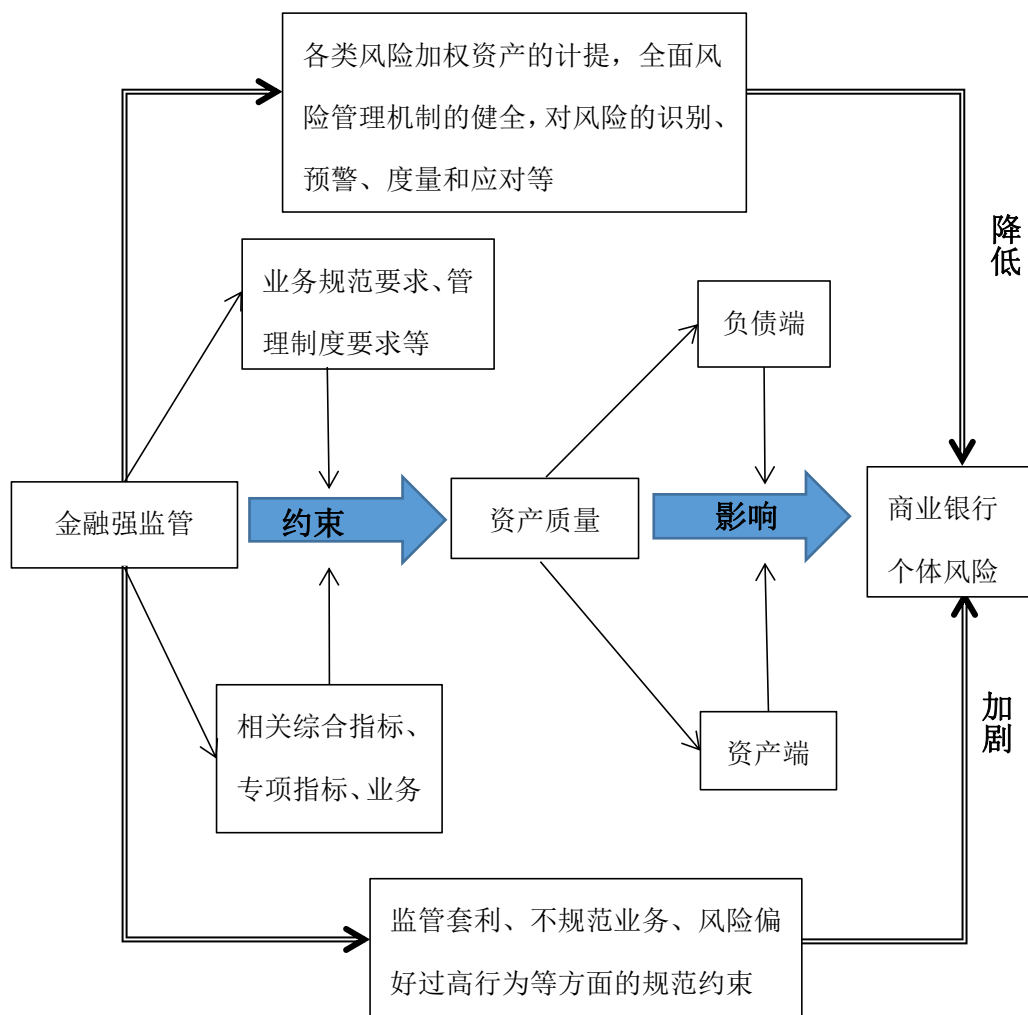 各类风险加权资产的计提，全面风
险管理机制的健全，对风险的识别、
预警、度量和应对等
降低
业务规范要求、管
理制度要求等
负债端
金融强监管
约束
资产质量
影响
商业银行
个体风险
相关综合指标、
专项指标、业务
资产端
加剧
监管套利、不规范业务、风险偏
好过高行为等方面的规范约束